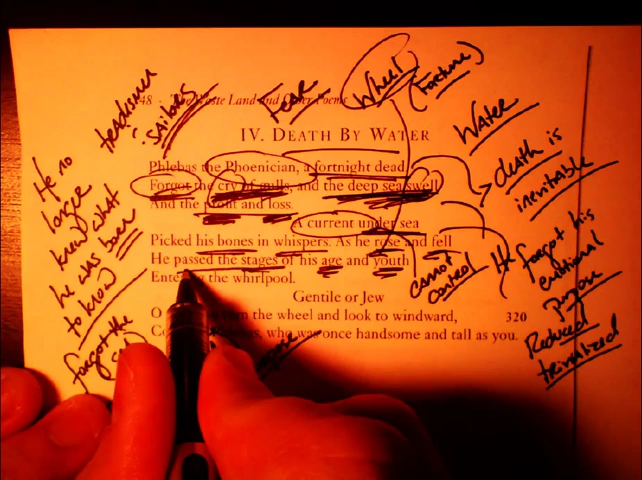 48 The Waste Land and Other Poems
IV. DEATH BY WATER
Phlebas the Phoenician, a fortnight dead,
Forgot the cry of gulls, and the deep sea swell
And the profit and loss.
A current under sea
Picked his bones in whispers. As he rose and fell
He passed the stages of his age and youth
Entering the whirlpool.
Gentile or Jew
O turn the wheel and look to windward, 320
who was once handsome and tall as you.
sailors
Fear
Wheel
(Fortune)
Water
death is
inevitable
He no
longer
knew what
he was
to know
forgot the
cannot
control
He
forgot his
purpose
Reduced
trivialized